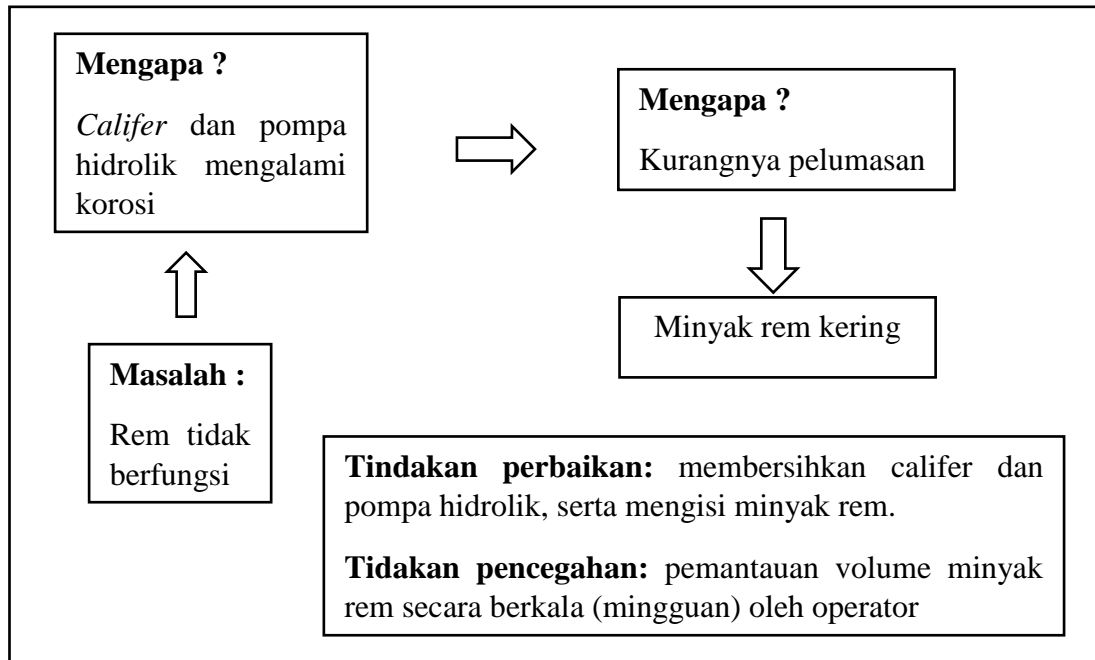 Mengapa ?
Califer dan pompa
hidrolik mengalami
korosi
Mengapa ?
Kurangnya pelumasan
Minyak rem kering
Masalah :
Rem tidak
berfungsi
Tindakan perbaikan: membersihkan califer dan
pompa hidrolik, serta mengisi minyak rem.
Tidakan pencegahan: pemantauan volume minyak
rem secara berkala (mingguan) oleh operator